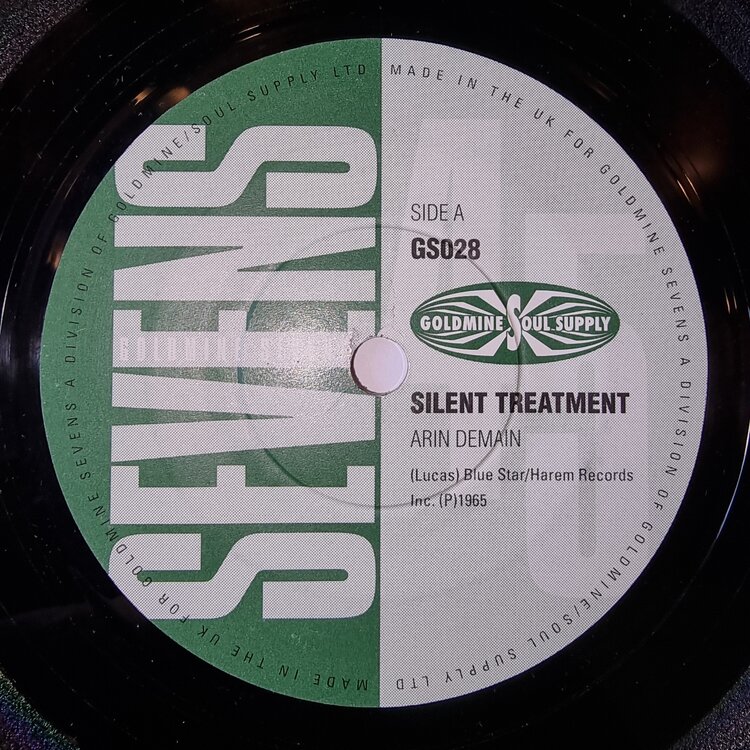 MADE IN THE UK FOR GOLDMINE SEVENS A DIVISION OF GOLDMINE/SOUL SUPPLY LTD
MADE IN THE UK FOR GOLDMINE SEVENS A DIVISION OF GOLDMINE/SOUL SUPPLY LTD
SEVENS
45
SIDE A
GS028
GOLDMINE SOUL SUPPLY
SILENT TREATMENT
ARIN DEMAIN
(Lucas) Blue Star/Harem Records
Inc. (P)1965